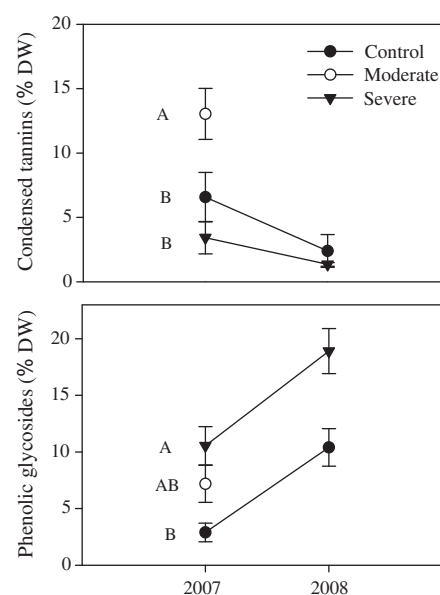 Condensed tannins (% DW)
20
15
10
5
0
Control
Moderate
Severe
A
B
B
Phenolic glycosides (% DW)
20
15
10
5
0
A
AB
B
2007 2008